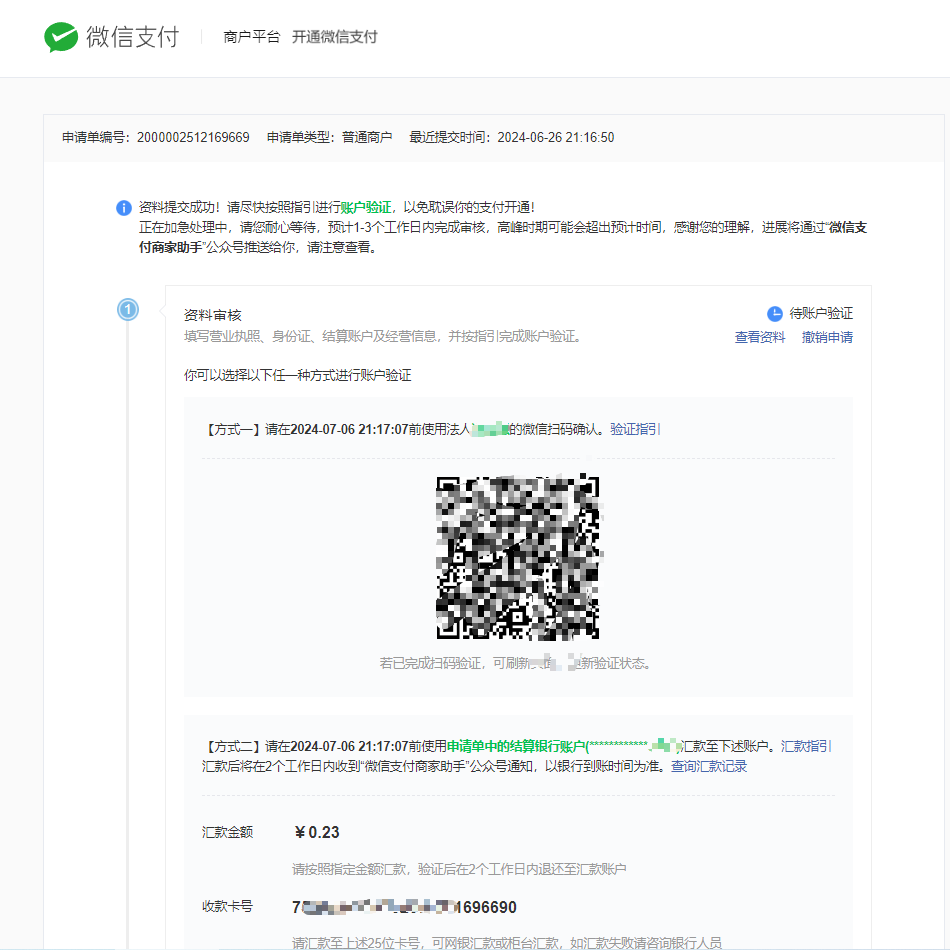 微信支付 商户平台 开通微信支付
申请单编号：2000002512169669 申请单类型：普通商户 最近提交时间：2024-06-26 21:16:50
资料提交成功！请尽快按照指引进行账户验证，以免耽误你的支付开通！
正在加急处理中，请您耐心等待，预计1-3个工作日内完成审核，高峰时期可能会超出预计时间，感谢您的理解，进展将通过“微信支
付商家助手”公众号推送给你，请注意查看。
1
资料审核 待账户验证
填写营业执照、身份证、结算账户及经营信息，并按指引完成账户验证。 查看资料 撤销申请
你可以选择以下任一种方式进行账户验证
【方式一】请在2024-07-06 21:17:07前使用法人的微信扫码确认。验证指引
若已完成扫码验证，可刷新新验证状态。
【方式二】请在2024-07-06 21:17:07前使用申请单中的结算银行账户(************汇款至下述账户。汇款指引
汇款后将在2个工作日内收到“微信支付商家助手”公众号通知，以银行到账时间为准。查询汇款记录
汇款金额 ¥ 0.23
请按照指定金额汇款，验证后在2个工作日内退还至汇款账户
收款卡号 7 1696690
请汇款至上述25位卡号，可网银汇款或柜台汇款，如汇款失败请咨询银行人员